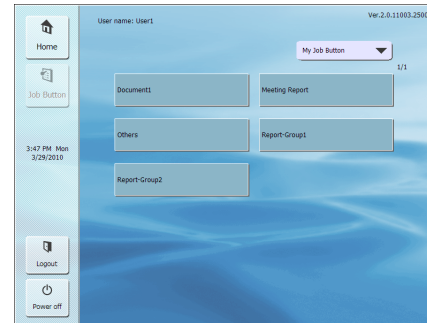 User name: User1
Ver.2.0.11003.2500
Home
My Job Button
1/1
Job Button
Document1
Meeting Report
Others
Report-Group1
3:47 PM Mon
3/29/2010
Report-Group2
Logout
Power off